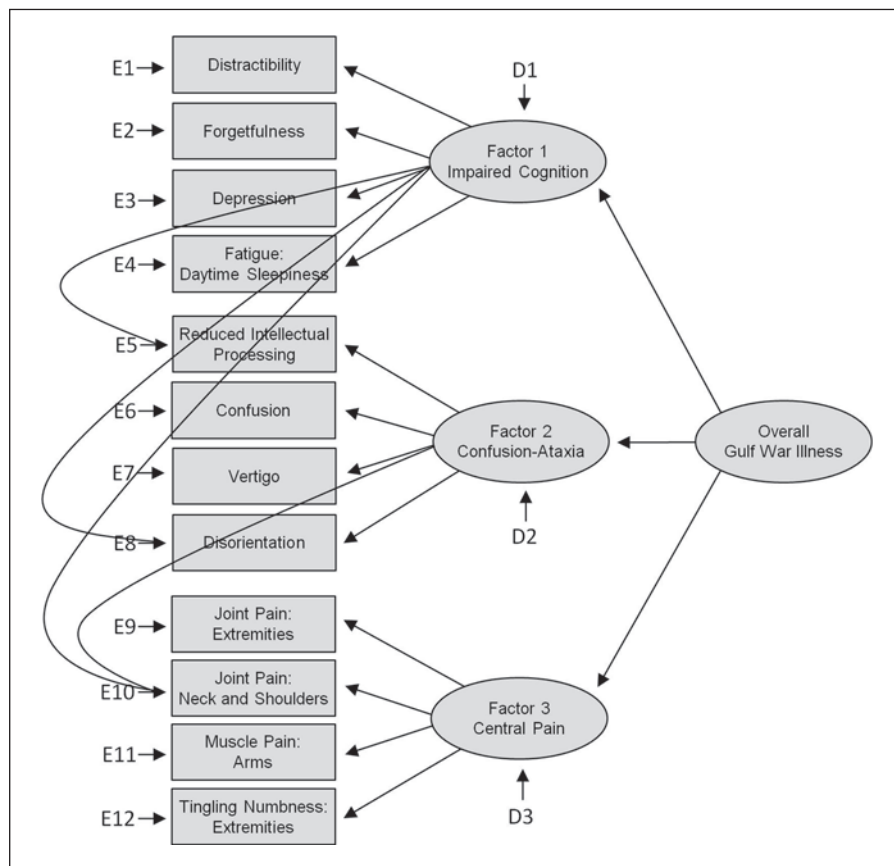 E1
Distractibility
D1
E2
Forgetfulness
Factor 1
Impaired Cognition
E3
Depression
E4
Fatigue:
Daytime Sleepiness
E5
Reduced Intellectual
Processing
E6
Confusion
Factor 2
Confusion-Ataxia
Overall
Gulf War Illness
E7
Vertigo
E8
Disorientation
D2
E9
Joint Pain:
Extremities
E10
Joint Pain:
Neck and Shoulders
Factor 3
Central Pain
E11
Muscle Pain:
Arms
E12
Tingling Numbness:
Extremities
D3